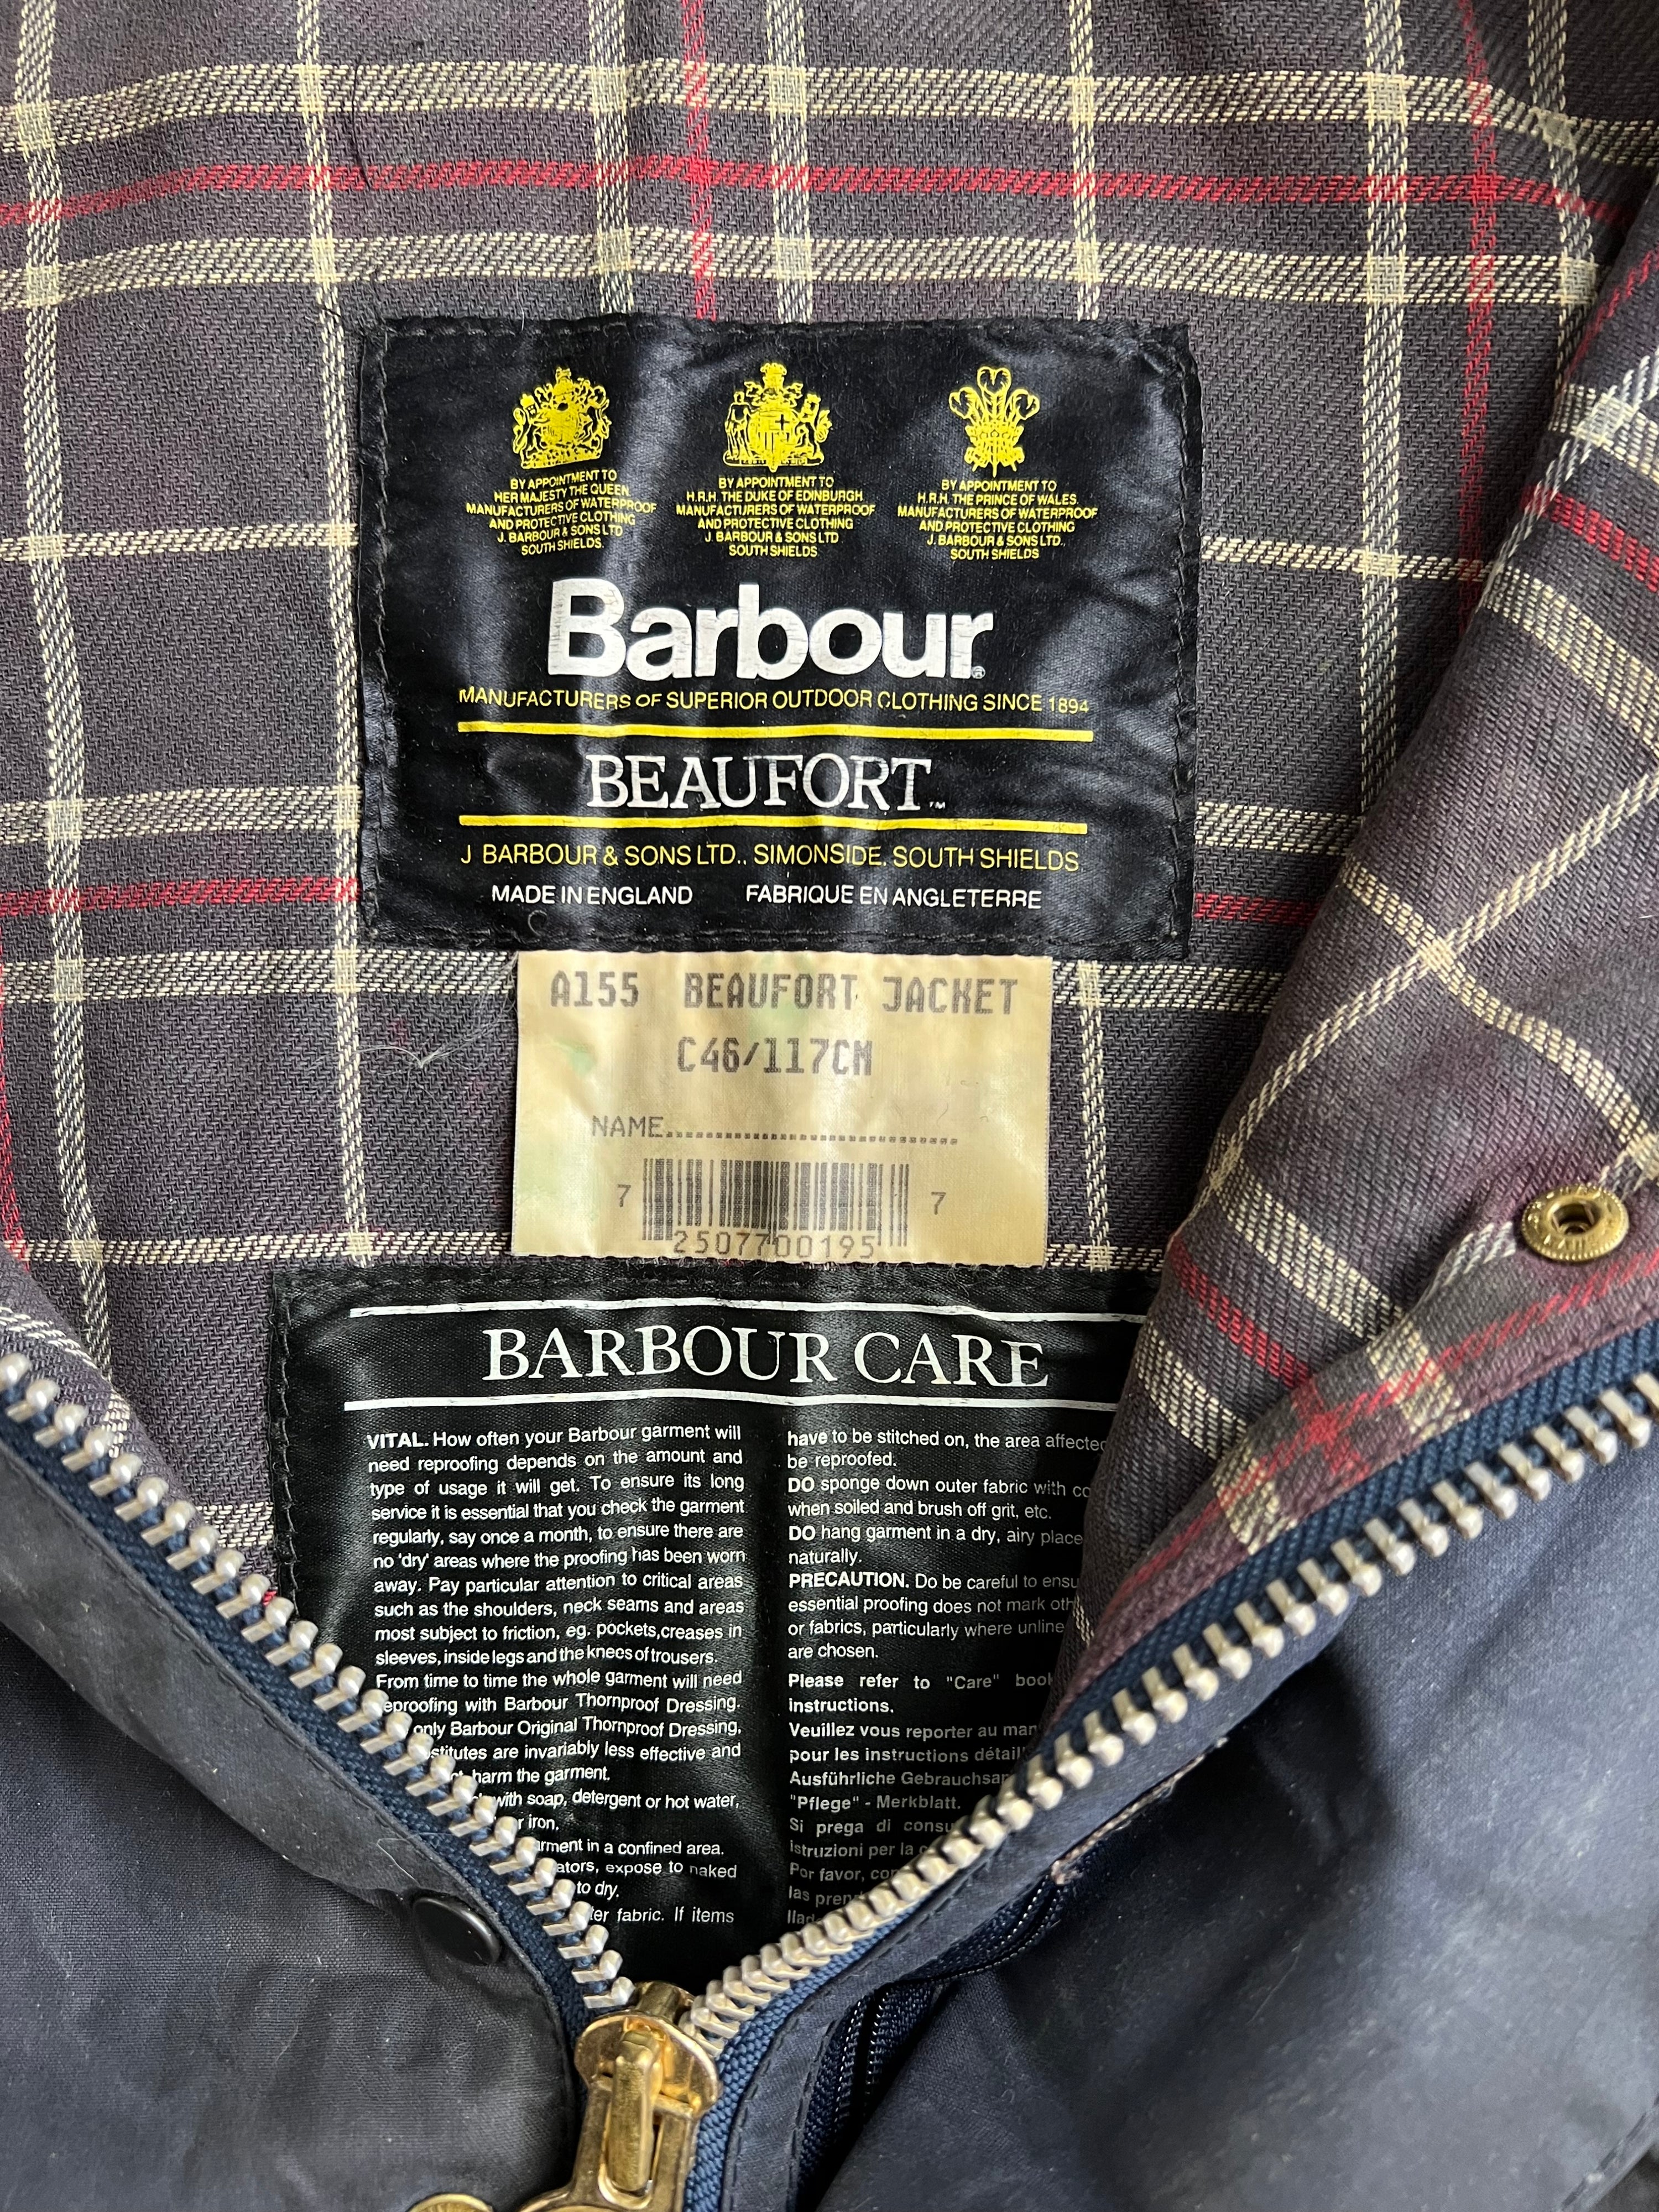 BY APPOINTMENT TO
HER MAJESTY THE QUEEN.
MANUFACTURERS OF WATERPROOF
AND PROTECTIVE CLOTHING
J. BARBOUR & SONS LTD
SOUTH SHIELDS.
BY APPOINTMENT TO
H.R.H. THE DUKE OF EDINBURGH.
MANUFACTURERS OF WATERPROOF
AND PROTECTIVE CLOTHING
J. BARBOUR & SONS LTD
SOUTH SHIELDS.
BY APPOINTMENT TO
H.R.H. THE PRINCE OF WALES.
MANUFACTURERS OF WATERPROOF
AND PROTECTIVE CLOTHING
J. BARBOUR & SONS LTD.
SOUTH SHIELDS
Barbour®
MANUFACTURERS OF SUPERIOR OUTDOOR CLOTHING SINCE 1894
BEAUFORT™
J BARBOUR & SONS LTD., SIMONSIDE, SOUTH SHIELDS
MADE IN ENGLAND FABRIQUE EN ANGLETERRE
A155 BEAUFORT JACKET
C46/117CM
NAME................................
7 7
2507700195
BARBOUR CARE
VITAL. How often your Barbour garment will
need reproofing depends on the amount and
type of usage it will get. To ensure its long
service it is essential that you check the garment
regularly, say once a month, to ensure there are
no 'dry' areas where the proofing has been worn
away. Pay particular attention to critical areas
such as the shoulders, neck seams and areas
most subject to friction, eg. pockets,creases in
sleeves, inside legs and the knees of trousers.
From time to time the whole garment will need
reproofing with Barbour Thornproof Dressing.
only Barbour Original Thornproof Dressing,
are invariably less effective and
harm the garment.
with soap, detergent or hot water,
iron.
in a confined area.
expose to naked
to dry.
fabric. If items
have to be stitched on, the area affected
be reproofed.
DO sponge down outer fabric with
when soiled and brush off grit, etc.
DO hang garment in a dry, airy place
naturally.
PRECAUTION. Do be careful to
essential proofing does not mark
or fabrics, particularly where
are chosen.
Please refer to "Care"
instructions.
Veuillez vous reporter au
pour les instructions
Ausführliche
"Pflege" - Merkblatt.
Si prega di
istruzioni per la
Por favor,
las